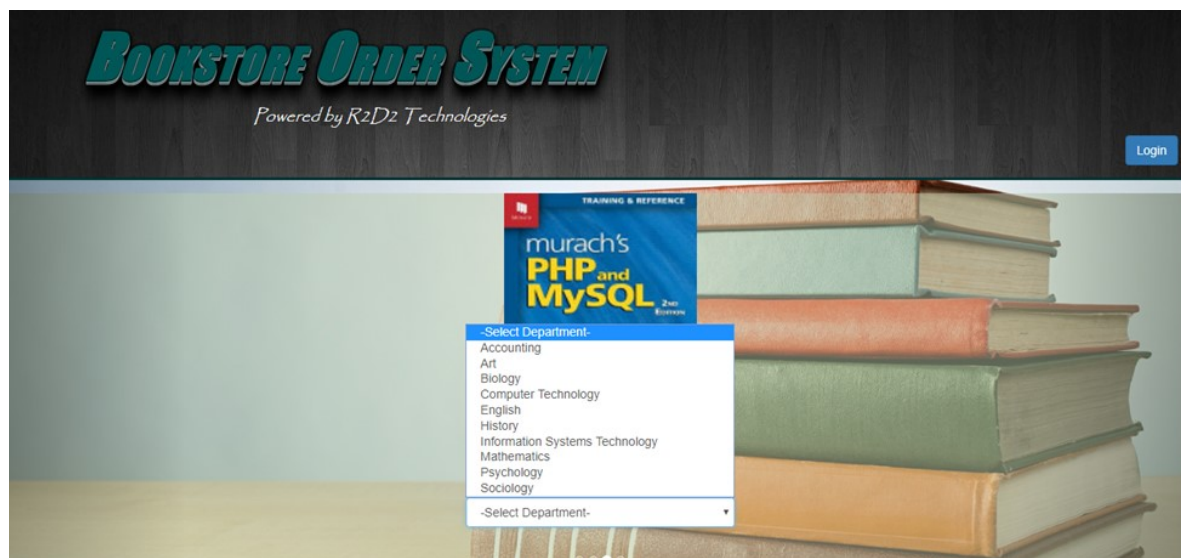 BOOKSTORE ORDER SYSTEM
Powered by R2D2 Technologies
Login
TRAINING & REFERENCE
murach's
PHP and
MySQL 2ND
EDITION
-Select Department-
Accounting
Art
Biology
Computer Technology
English
History
Information Systems Technology
Mathematics
Psychology
Sociology
-Select Department-